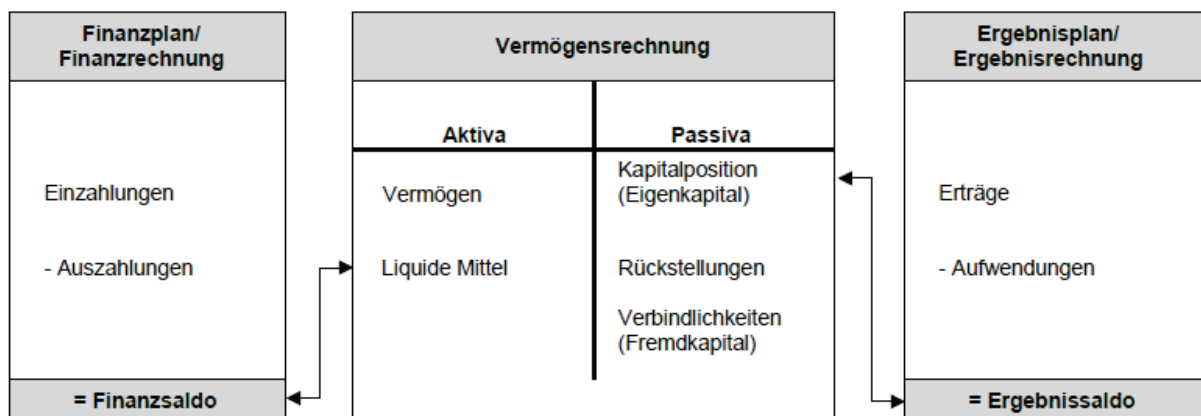 Finanzplan/
Finanzrechnung
Einzahlungen
- Auszahlungen
= Finanzsaldo
Vermögensrechnung
Aktiva
Vermögen
Liquide Mittel
Passiva
Kapitalposition
(Eigenkapital)
Rückstellungen
Verbindlichkeiten
(Fremdkapital)
Ergebnisplan/
Ergebnisrechnung
Erträge
- Aufwendungen
= Ergebnissaldo